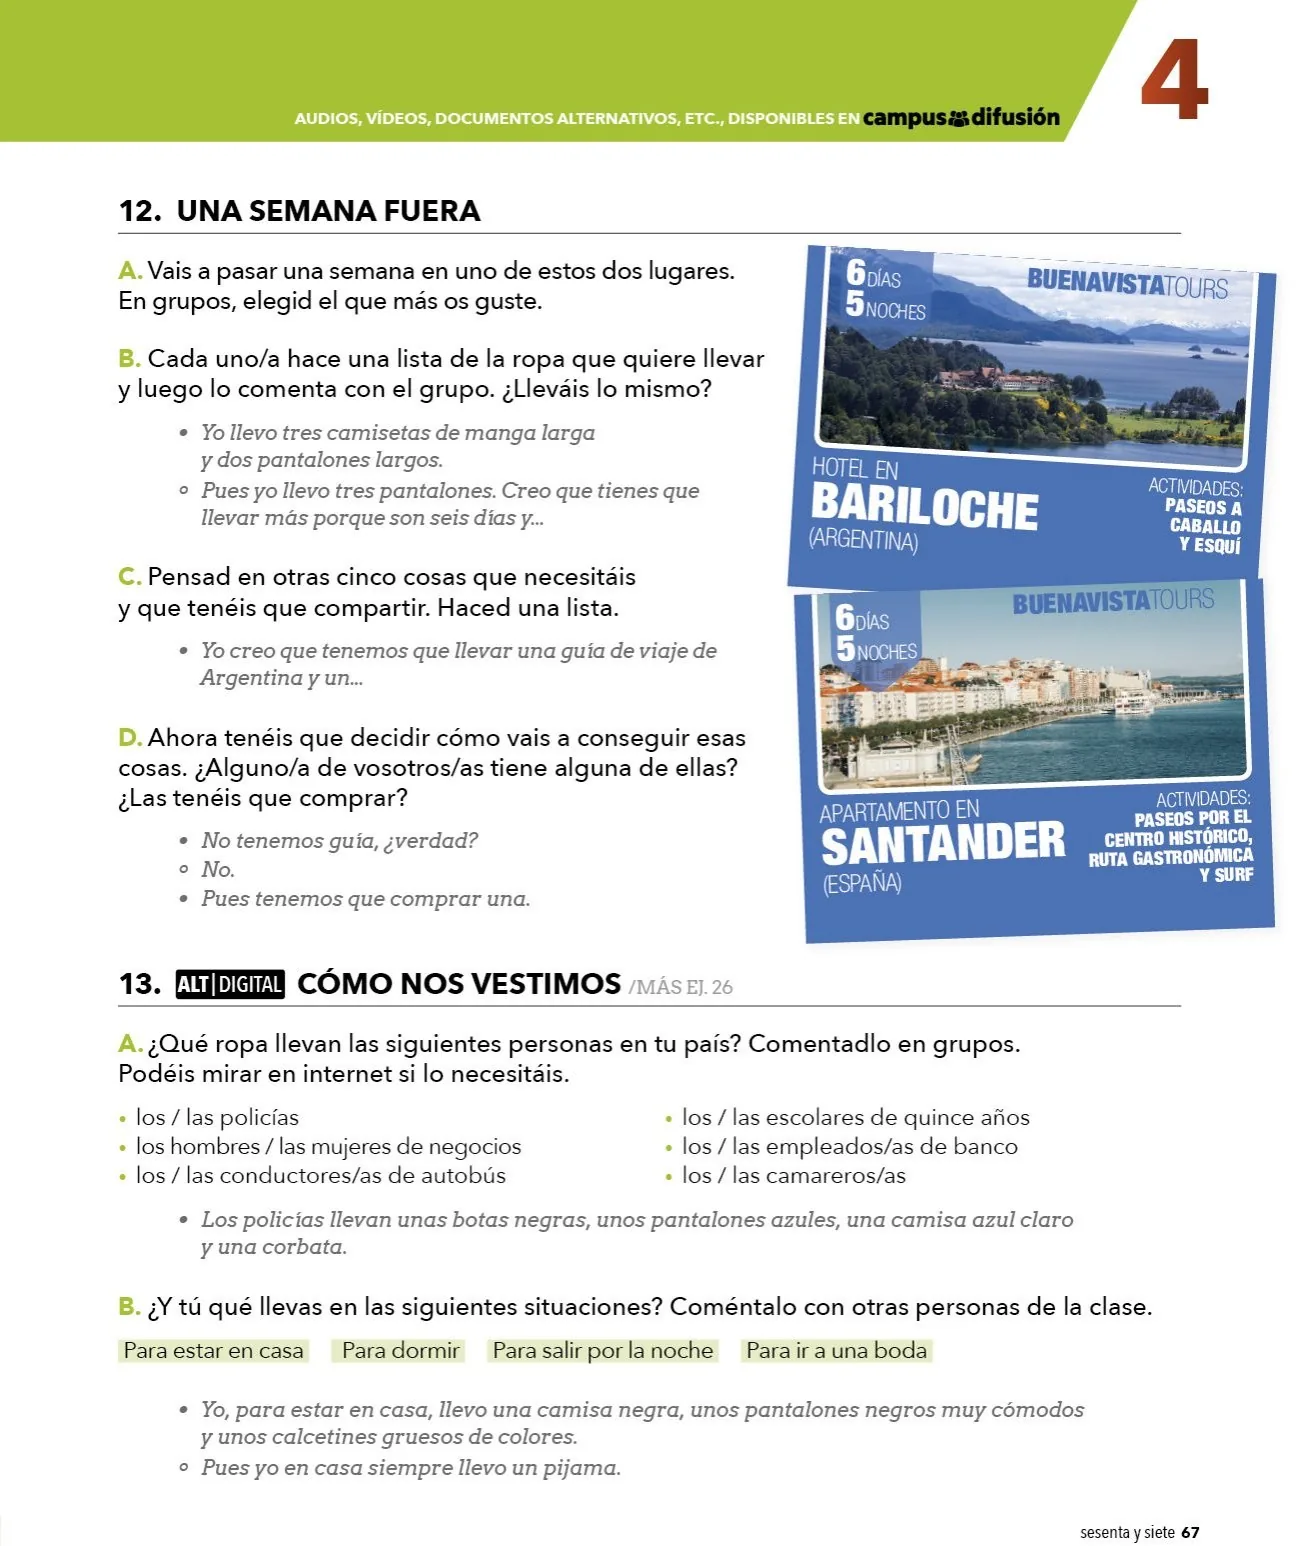 4
AUDIOS, VÍDEOS, DOCUMENTOS ALTERNATIVOS, ETC., DISPONIBLES EN campus difusión
12. UNA SEMANA FUERA
A. Vais a pasar una semana en uno de estos dos lugares.
En grupos, elegid el que más os guste.
B. Cada uno/a hace una lista de la ropa que quiere llevar
y luego lo comenta con el grupo. ¿Lleváis lo mismo?
• Yo llevo tres camisetas de manga larga
y dos pantalones largos.
○ Pues yo llevo tres pantalones. Creo que tienes que
llevar más porque son seis días y...
C. Pensad en otras cinco cosas que necesitáis
y que tenéis que compartir. Haced una lista.
• Yo creo que tenemos que llevar una guía de viaje de
Argentina y un...
D. Ahora tenéis que decidir cómo vais a conseguir esas
cosas. ¿Alguno/a de vosotros/as tiene alguna de ellas?
¿Las tenéis que comprar?
• No tenemos guía, ¿verdad?
○ No.
• Pues tenemos que comprar una.
6 DÍAS
5 NOCHES
BUENAVISTATOURS
HOTEL EN
BARILOCHE
(ARGENTINA)
ACTIVIDADES:
PASEOS A
CABALLO
Y ESQUÍ
6 DÍAS
5 NOCHES
BUENAVISTATOURS
APARTAMENTO EN
SANTANDER
(ESPAÑA)
ACTIVIDADES:
PASEOS POR EL
CENTRO HISTÓRICO,
RUTA GASTRONÓMICA
Y SURF
13. ALT|DIGITAL CÓMO NOS VESTIMOS /MÁS EJ. 26
A. ¿Qué ropa llevan las siguientes personas en tu país? Comentadlo en grupos.
Podéis mirar en internet si lo necesitáis.
• los / las policías
• los hombres / las mujeres de negocios
• los / las conductores/as de autobús
• los / las escolares de quince años
• los / las empleados/as de banco
• los / las camareros/as
• Los policías llevan unas botas negras, unos pantalones azules, una camisa azul claro
y una corbata.
B. ¿Y tú qué llevas en las siguientes situaciones? Coméntalo con otras personas de la clase.
Para estar en casa Para dormir Para salir por la noche Para ir a una boda
• Yo, para estar en casa, llevo una camisa negra, unos pantalones negros muy cómodos
y unos calcetines gruesos de colores.
○ Pues yo en casa siempre llevo un pijama.
sesenta y siete 67